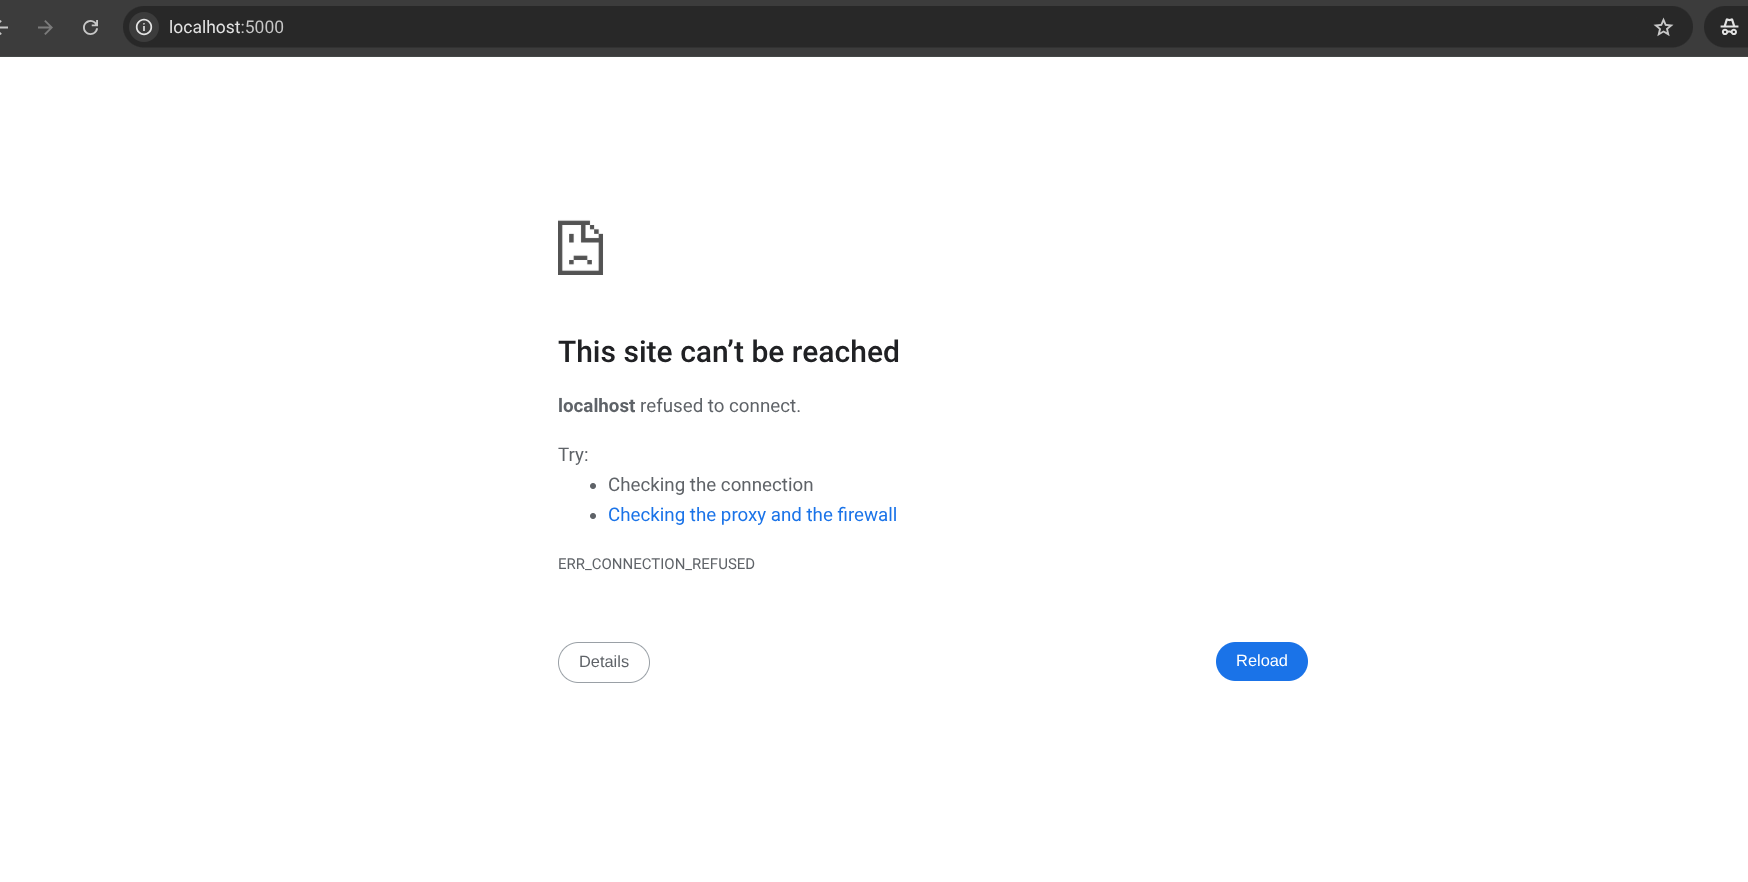 localhost:5000
This site can’t be reached
localhost refused to connect.
Try:
Checking the connection
Checking the proxy and the firewall
ERR_CONNECTION_REFUSED
Details
Reload